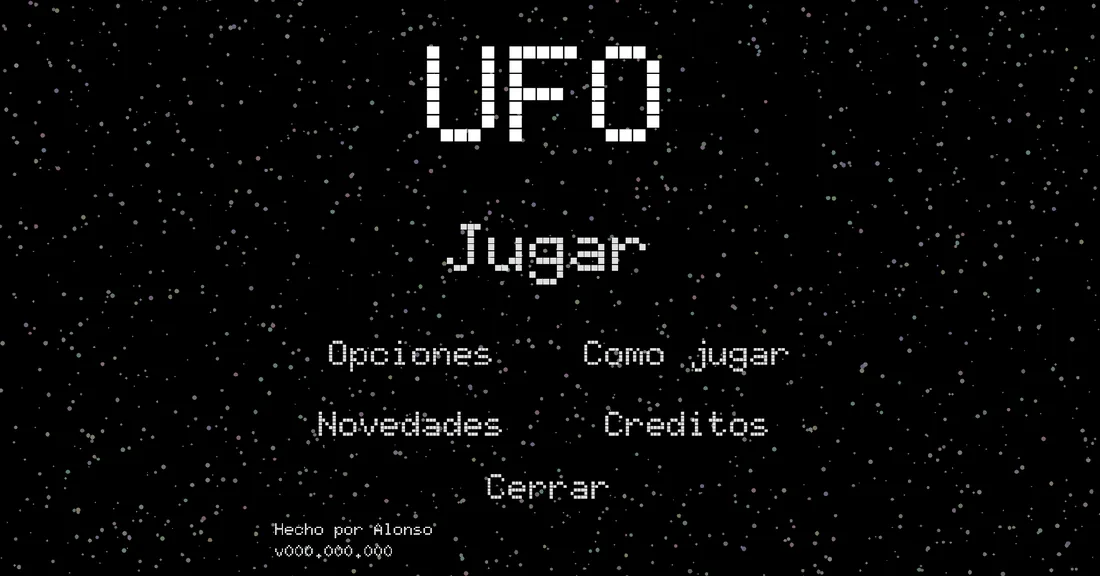 UFO
Jugar
Opciones Como jugar
Novedades Creditos
Cerrar
Hecho por Alonso
v000.000.000